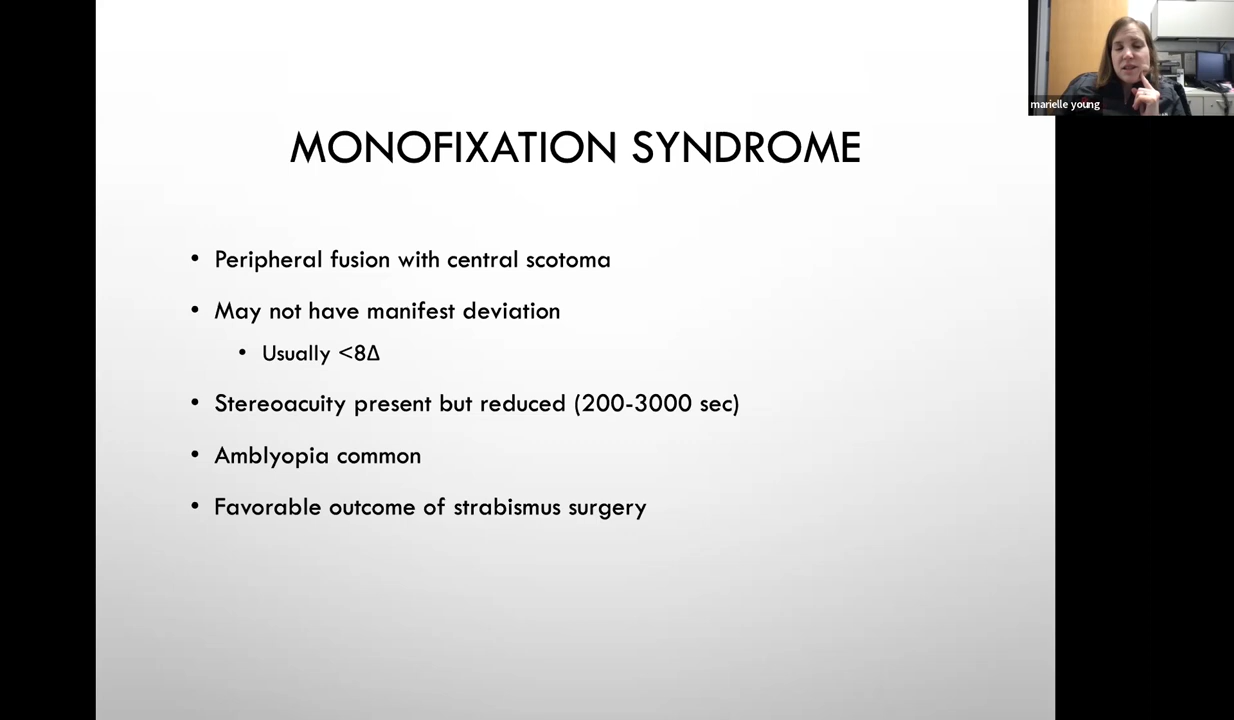 marielle young
MONOFIXATION SYNDROME
• Peripheral fusion with central scotoma
• May not have manifest deviation
• Usually <8Δ
• Stereoacuity present but reduced (200-3000 sec)
• Amblyopia common
• Favorable outcome of strabismus surgery